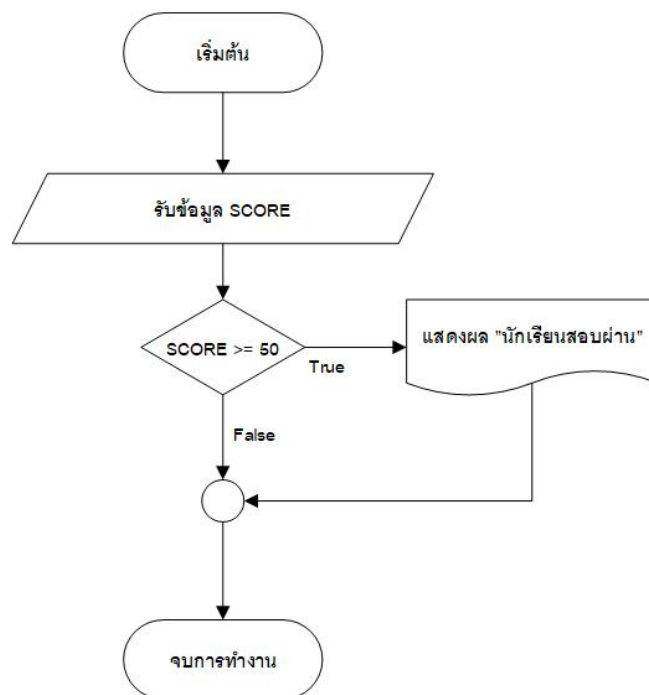 เริ่มต้น
รับข้อมูล SCORE
SCORE >= 50
True
แสดงผล "นักเรียนสอบผ่าน"
False
จบการทำงาน